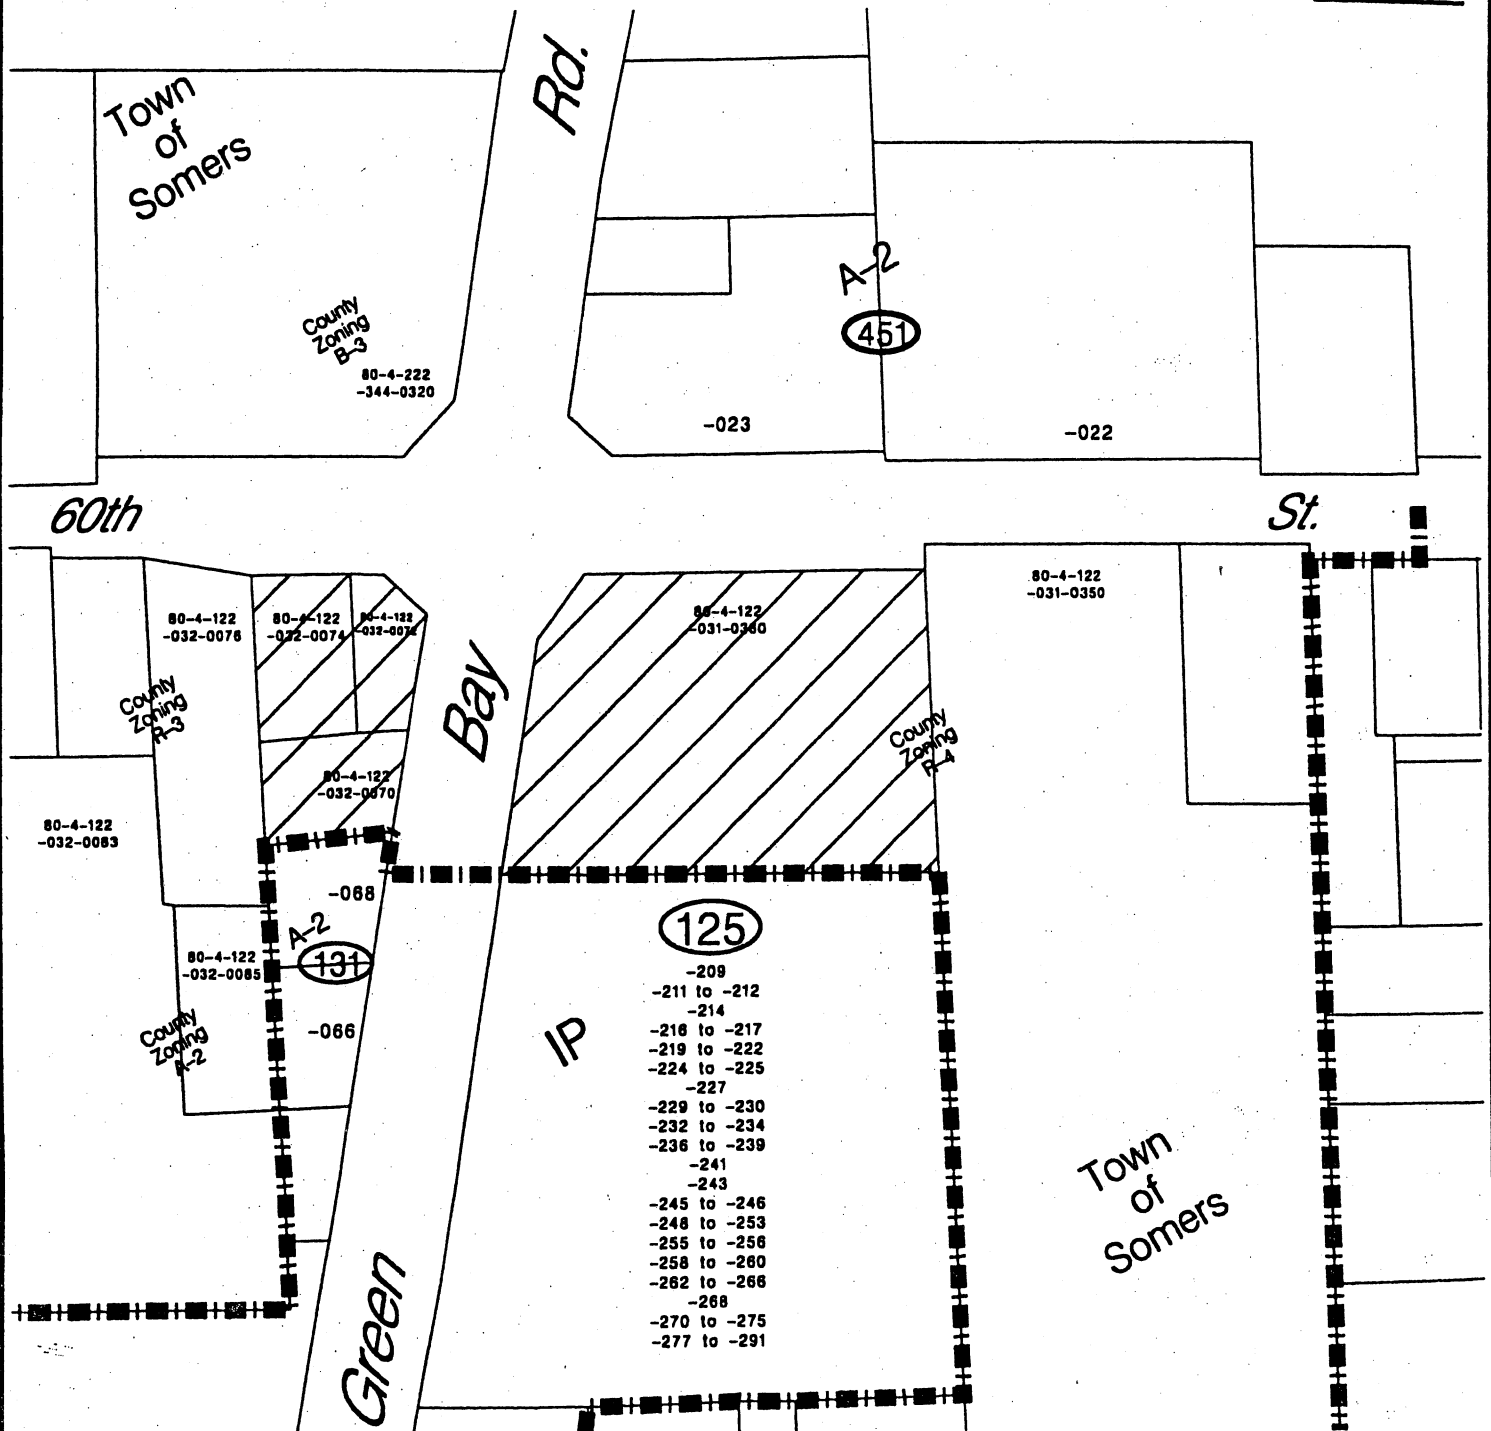 Town
of
Somers
Rd.
County
Zoning
B-3
80-4-222
-344-0320
A-2
451
-023
-022
60th
St.
80-4-122
-032-0076
80-4-122
-032-0074
80-4-122
80-4-122
-031-0360
80-4-122
-031-0350
County
Zoning
R-3
Bay
County
Zoning
R-4
80-4-122
-032-0070
80-4-122
-032-0083
-068
A-2
131
80-4-122
-032-0085
-066
County
Zoning
A-2
IP
125
-209
-211 to -212
-214
-216 to -217
-219 to -222
-224 to -225
-227
-229 to -230
-232 to -234
-236 to -239
-241
-243
-245 to -246
-248 to -253
-255 to -256
-258 to -260
-262 to -266
-268
-270 to -275
-277 to -291
Town
of
Somers
Green